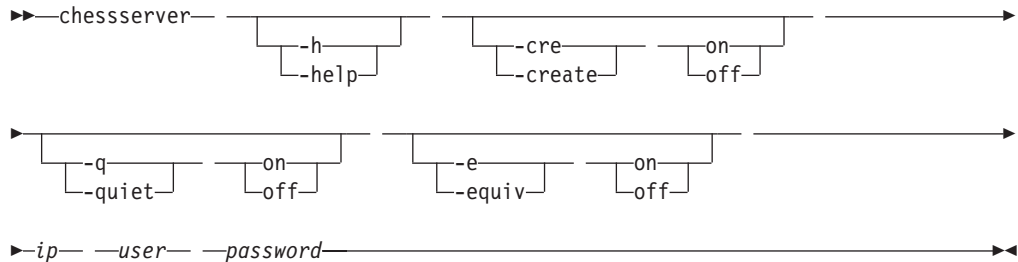 chessserver
-h -cre on
-help -create off
-q on -e on
-quiet off -equiv off
ip user password